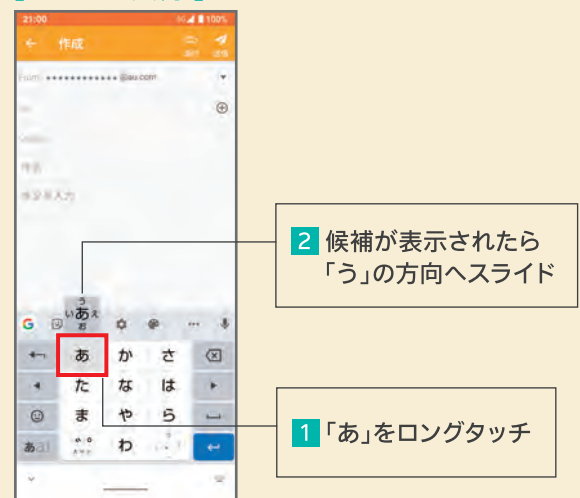 21:00
100%
作成
送信
From
@au.com
件名
本文を入力
う
いあえ
お
G
あ
か
さ
た
な
は
ま
や
ら
あa1
わ
2 候補が表示されたら
「う」の方向へスライド
1 「あ」をロングタッチ